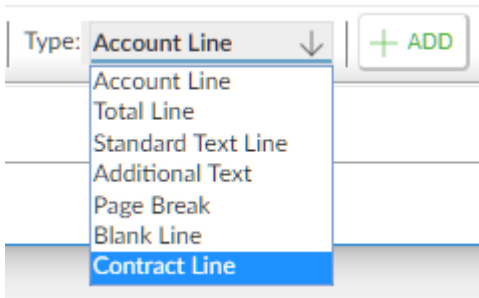 Type: Account Line + ADD
Account Line
Total Line
Standard Text Line
Additional Text
Page Break
Blank Line
Contract Line